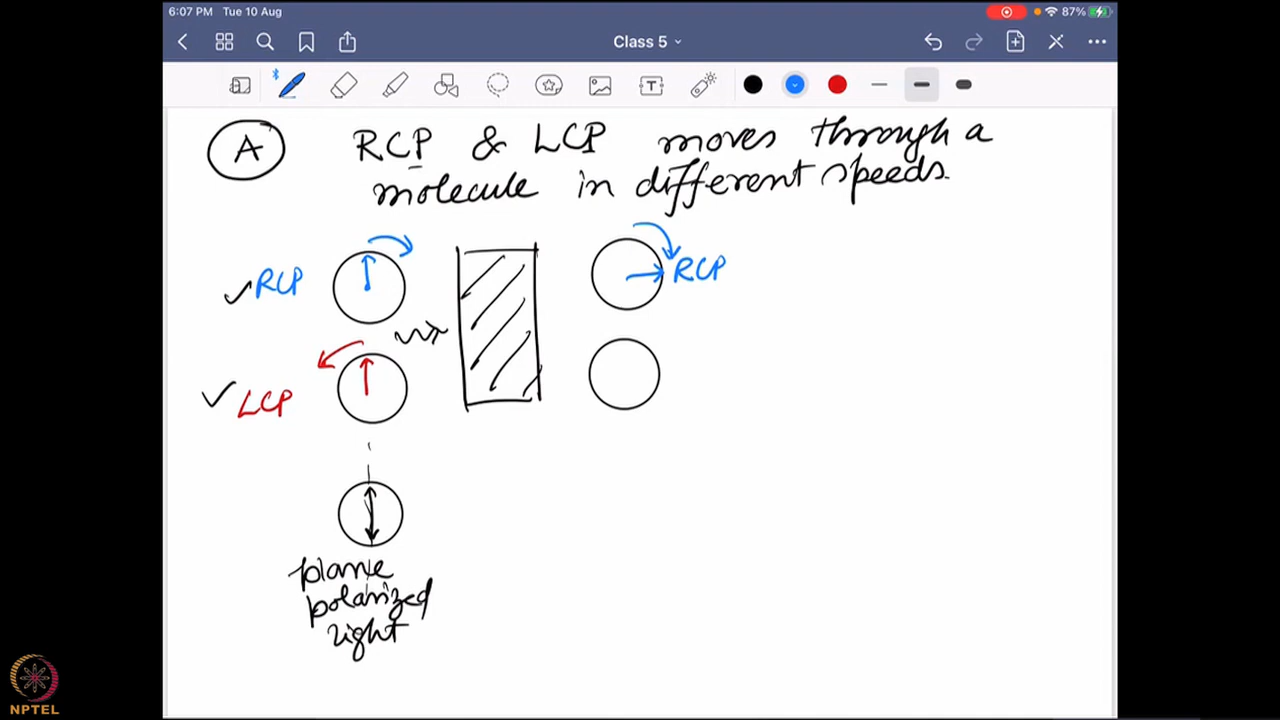 6:07 PM Tue 10 Aug
87%
Class 5
T
A
RCP & LCP moves through a
molecule in different speeds.
RCP
RCP
LCP
plane
polarized
light
NPTEL